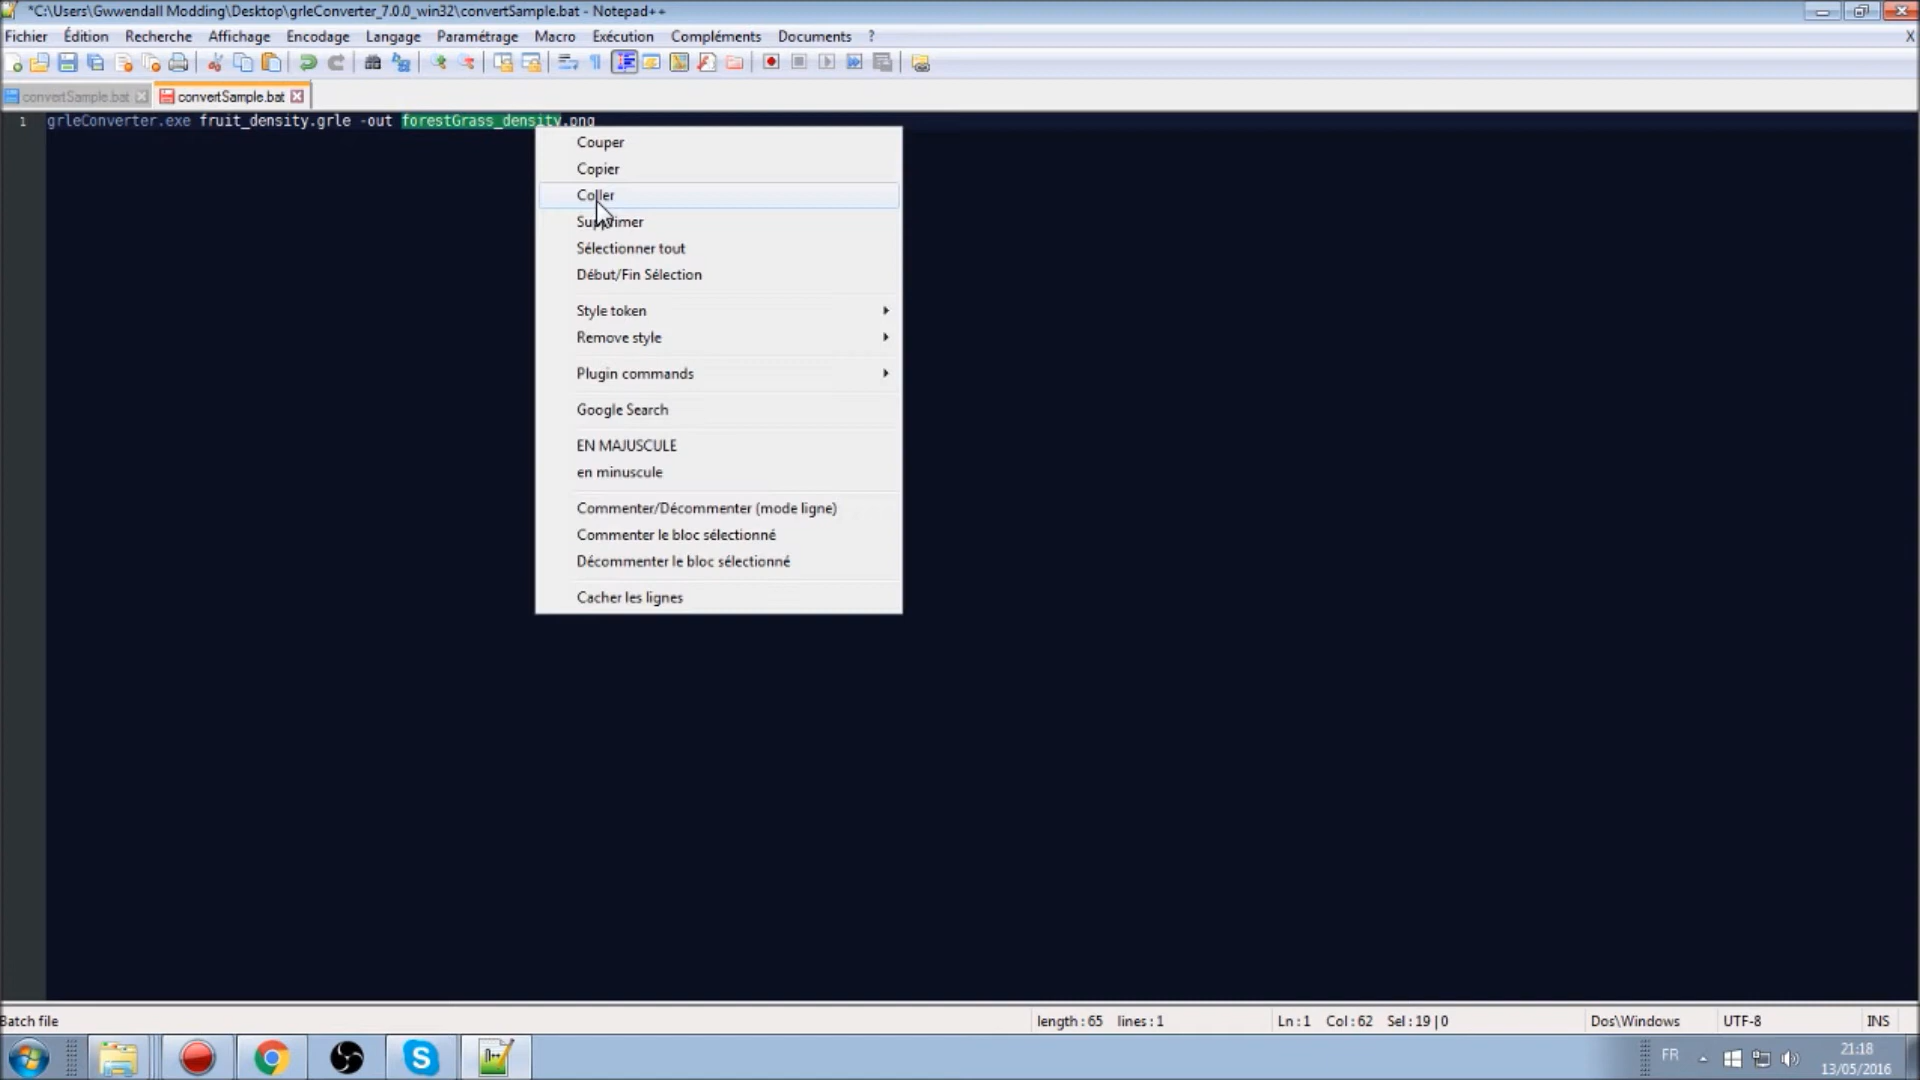 *C:\Users\Gwwendall Modding\Desktop\grleConverter_7.0.0_win32\convertSample.bat - Notepad++
Fichier Édition Recherche Affichage Encodage Langage Paramétrage Macro Exécution Compléments Documents ? X
convertSample.bat convertSample.bat
1 grleConverter.exe fruit_density.grle -out forestGrass_density.png
Couper
Copier
Coller
Supprimer
Sélectionner tout
Début/Fin Sélection
Style token
Remove style
Plugin commands
Google Search
EN MAJUSCULE
en minuscule
Commenter/Décommenter (mode ligne)
Commenter le bloc sélectionné
Décommenter le bloc sélectionné
Cacher les lignes
Batch file length : 65 lines : 1 Ln : 1 Col : 62 Sel : 19 | 0 Dos\Windows UTF-8 INS
FR 21:18
13/05/2016